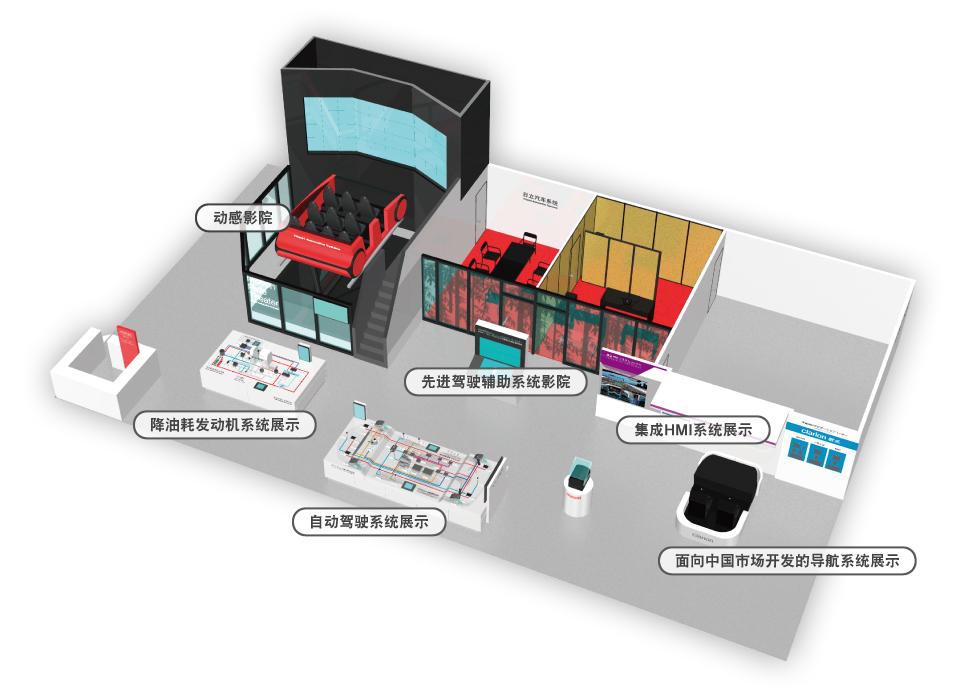 日立汽车系统
动感影院
先进驾驶辅助系统影院
降油耗发动机系统展示
集成HMI系统展示
clarion 歌乐
自动驾驶系统展示
clarion
面向中国市场开发的导航系统展示